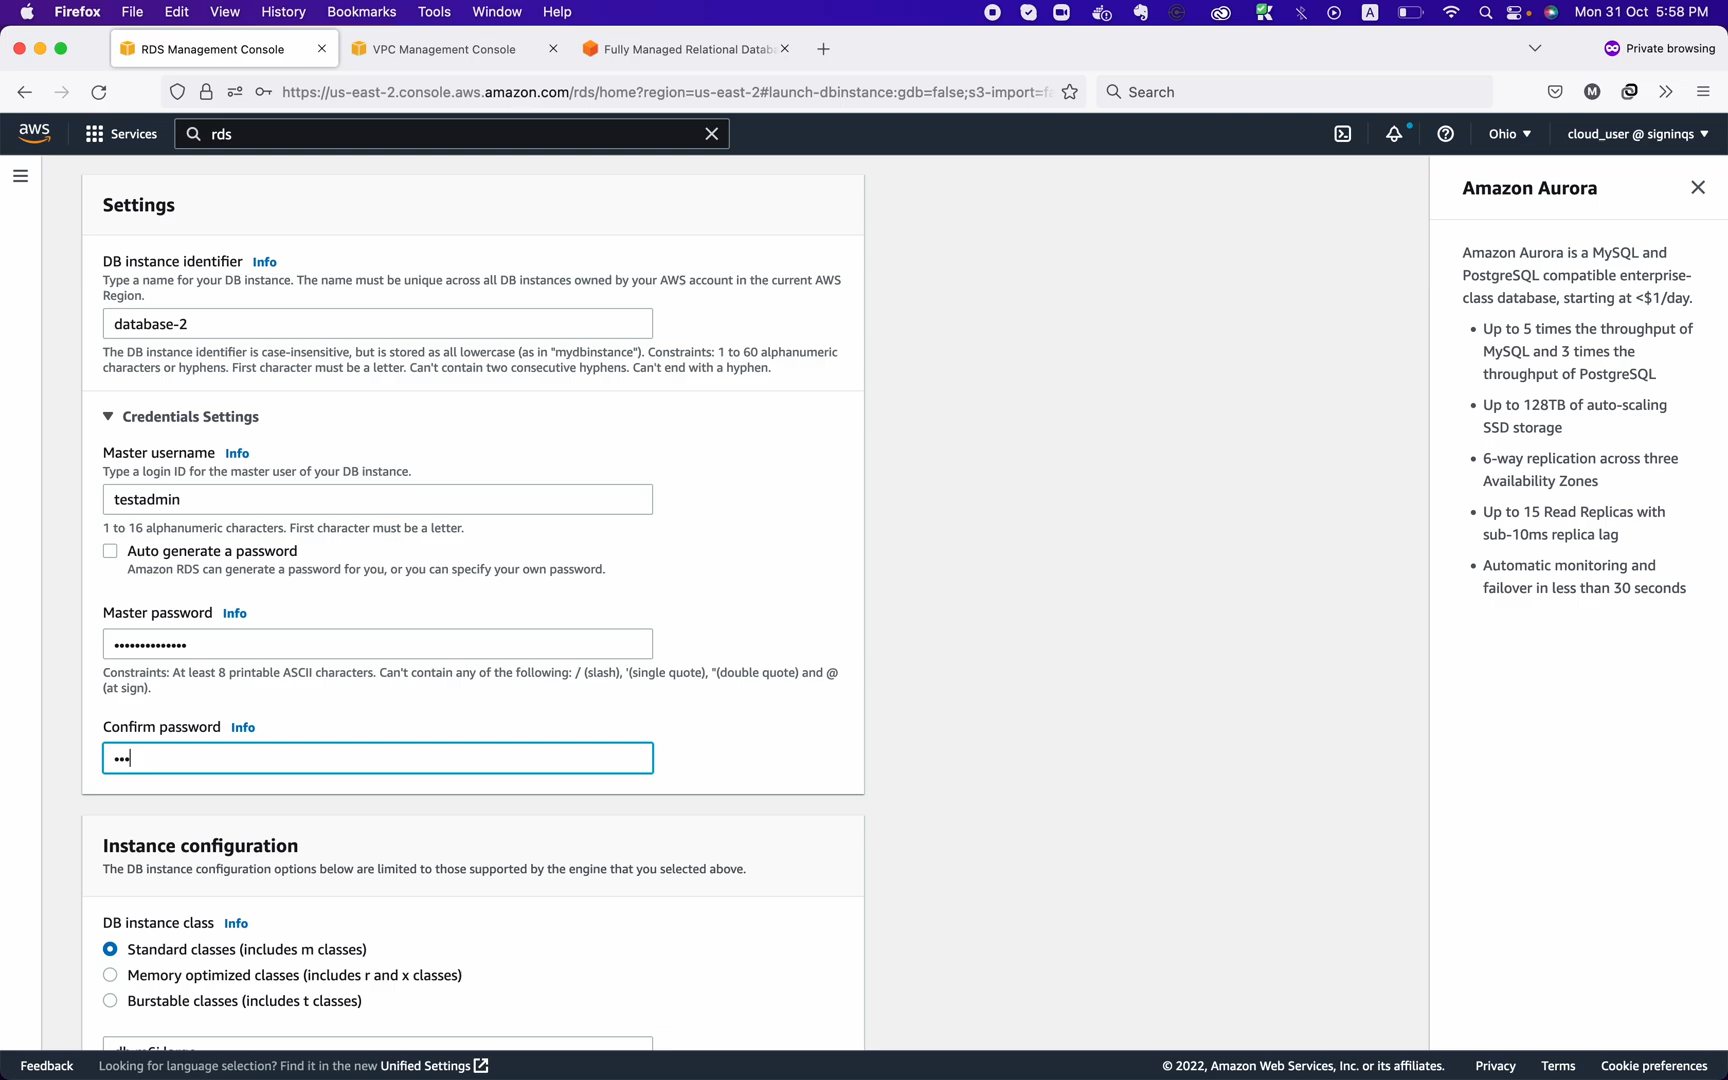 Firefox File Edit View History Bookmarks Tools Window Help
A
Mon 31 Oct 5:58 PM
RDS Management Console
VPC Management Console
Fully Managed Relational Datab
Private browsing
https://us-east-2.console.aws.amazon.com/rds/home?region=us-east-2#launch-dbinstance:gdb=false;s3-import=f
Search
M
aws
Services
rds
Ohio ▼
cloud_user @ signinqs ▼
Settings
DB instance identifier Info
Type a name for your DB instance. The name must be unique across all DB instances owned by your AWS account in the current AWS
Region.
database-2
The DB instance identifier is case-insensitive, but is stored as all lowercase (as in "mydbinstance"). Constraints: 1 to 60 alphanumeric
characters or hyphens. First character must be a letter. Can't contain two consecutive hyphens. Can't end with a hyphen.
▼ Credentials Settings
Master username Info
Type a login ID for the master user of your DB instance.
testadmin
1 to 16 alphanumeric characters. First character must be a letter.
Auto generate a password
Amazon RDS can generate a password for you, or you can specify your own password.
Master password Info
••••••••••••••
Constraints: At least 8 printable ASCII characters. Can't contain any of the following: / (slash), '(single quote), "(double quote) and @
(at sign).
Confirm password Info
•••
Instance configuration
The DB instance configuration options below are limited to those supported by the engine that you selected above.
DB instance class Info
Standard classes (includes m classes)
Memory optimized classes (includes r and x classes)
Burstable classes (includes t classes)
Amazon Aurora
Amazon Aurora is a MySQL and
PostgreSQL compatible enterprise-
class database, starting at <$1/day.
• Up to 5 times the throughput of
MySQL and 3 times the
throughput of PostgreSQL
• Up to 128TB of auto-scaling
SSD storage
• 6-way replication across three
Availability Zones
• Up to 15 Read Replicas with
sub-10ms replica lag
• Automatic monitoring and
failover in less than 30 seconds
Feedback
Looking for language selection? Find it in the new Unified Settings
© 2022, Amazon Web Services, Inc. or its affiliates.
Privacy
Terms
Cookie preferences